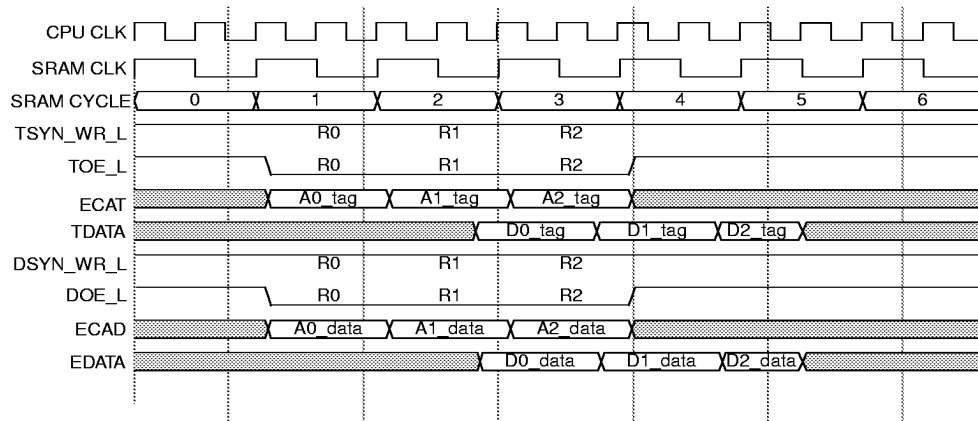 CPU CLK
SRAM CLK
SRAM CYCLE 0 1 2 3 4 5 6
TSYN_WR_L R0 R1 R2
TOE_L R0 R1 R2
ECAT A0_tag A1_tag A2_tag
TDATA D0_tag D1_tag D2_tag
DSYN_WR_L R0 R1 R2
DOE_L R0 R1 R2
ECAD A0_data A1_data A2_data
EDATA D0_data D1_data D2_data